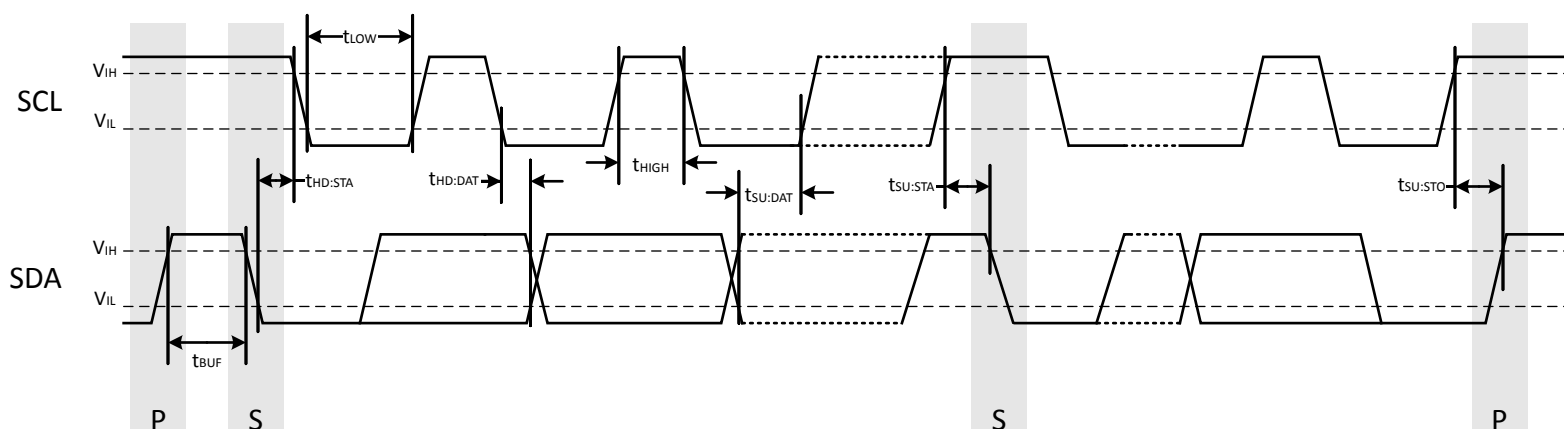 tLOW
VIH
SCL
VIL
tHD:STA
tHD:DAT
tHIGH
tSU:DAT
tSU:STA
tSU:STO
VIH
SDA
VIL
tBUF
P
S
S
P